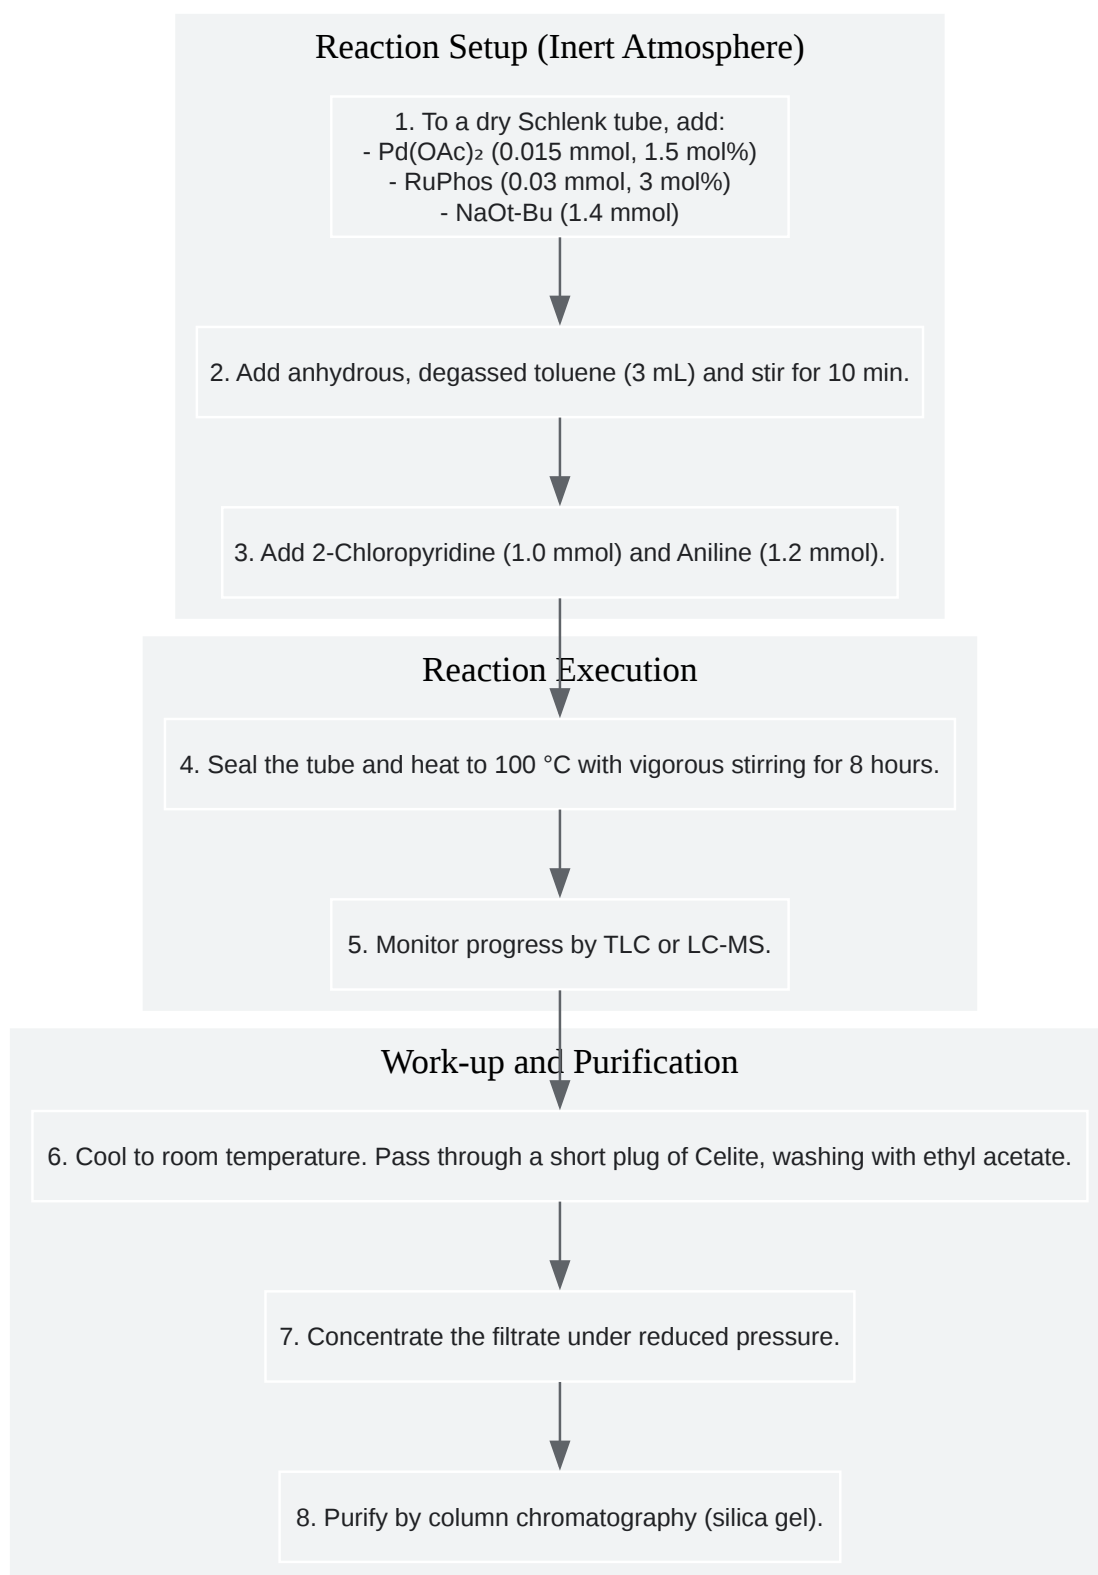 Reaction Setup (Inert Atmosphere)
1. To a dry Schlenk tube, add:
- Pd(OAc)₂ (0.015 mmol, 1.5 mol%)
- RuPhos (0.03 mmol, 3 mol%)
- NaOt-Bu (1.4 mmol)
2. Add anhydrous, degassed toluene (3 mL) and stir for 10 min.
3. Add 2-Chloropyridine (1.0 mmol) and Aniline (1.2 mmol).
Reaction Execution
4. Seal the tube and heat to 100 °C with vigorous stirring for 8 hours.
5. Monitor progress by TLC or LC-MS.
Work-up and Purification
6. Cool to room temperature. Pass through a short plug of Celite, washing with ethyl acetate.
7. Concentrate the filtrate under reduced pressure.
8. Purify by column chromatography (silica gel).